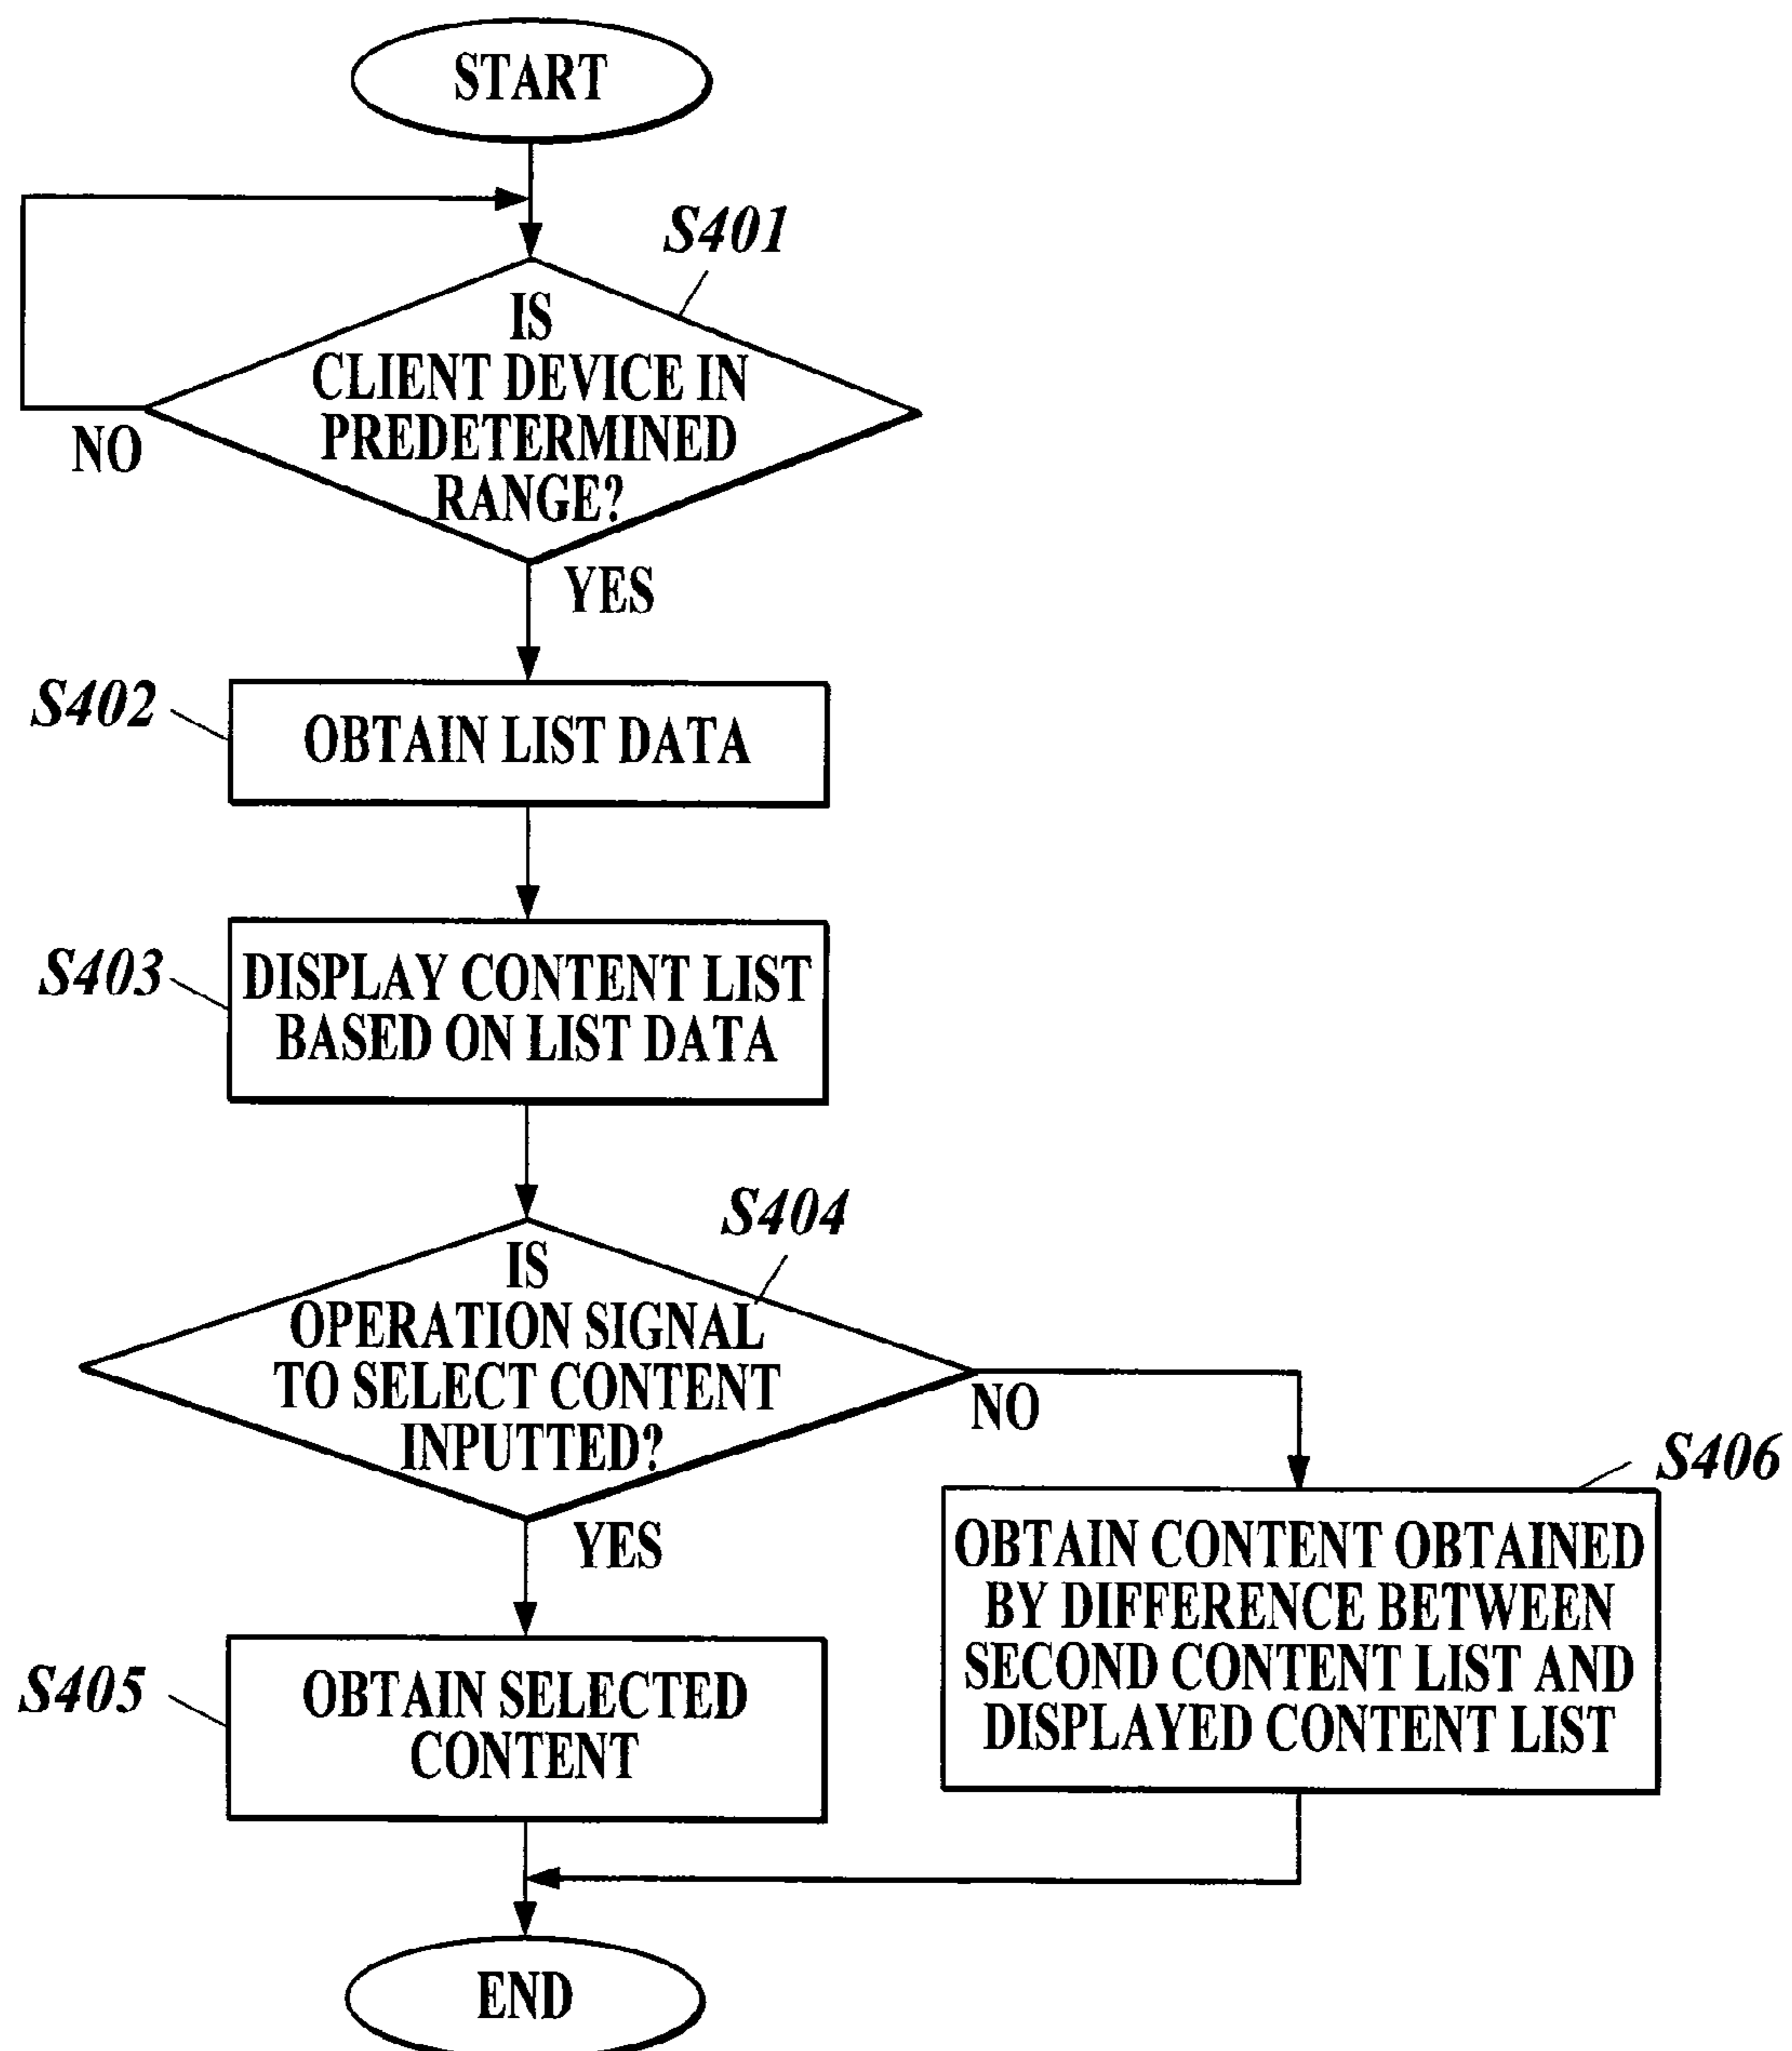 START
S401
IS
CLIENT DEVICE IN
PREDETERMINED
RANGE?
NO
YES
S402
OBTAIN LIST DATA
S403
DISPLAY CONTENT LIST
BASED ON LIST DATA
S404
IS
OPERATION SIGNAL
TO SELECT CONTENT
INPUTTED?
NO
YES
S406
OBTAIN CONTENT OBTAINED
BY DIFFERENCE BETWEEN
SECOND CONTENT LIST AND
DISPLAYED CONTENT LIST
S405
OBTAIN SELECTED
CONTENT
END